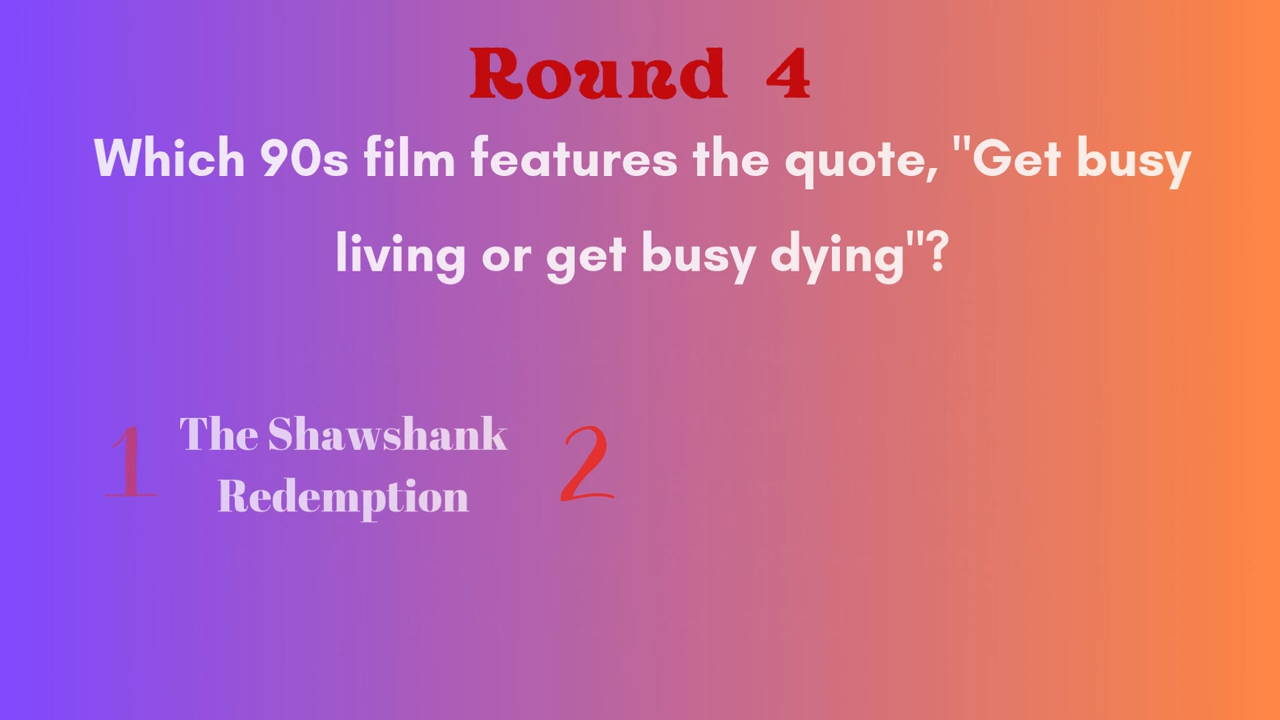 Round 4
Which 90s film features the quote, "Get busy
living or get busy dying"?
1 The Shawshank
Redemption
2